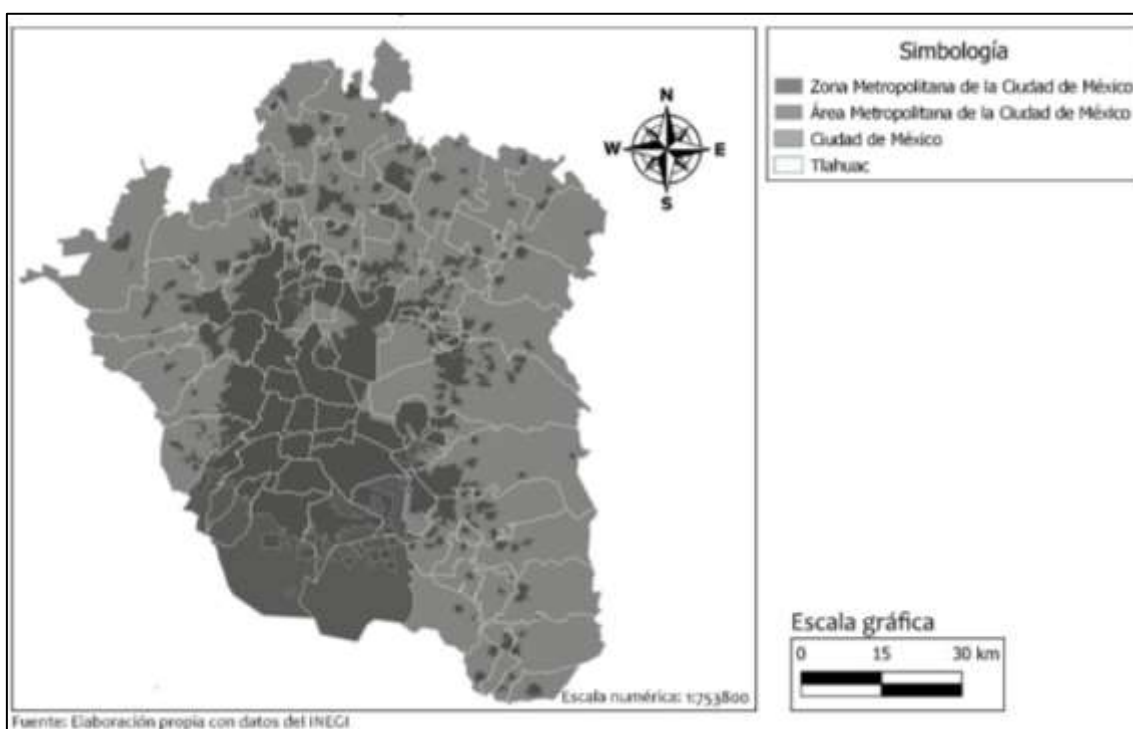 Simbología
Zona Metropolitana de la Ciudad de México
Área Metropolitana de la Ciudad de México
Ciudad de México
Tlahuac
N
W E
S
Escala gráfica
0 15 30 km
Escala numérica: 1:753800
Fuente: Elaboración propia con datos del INEGI